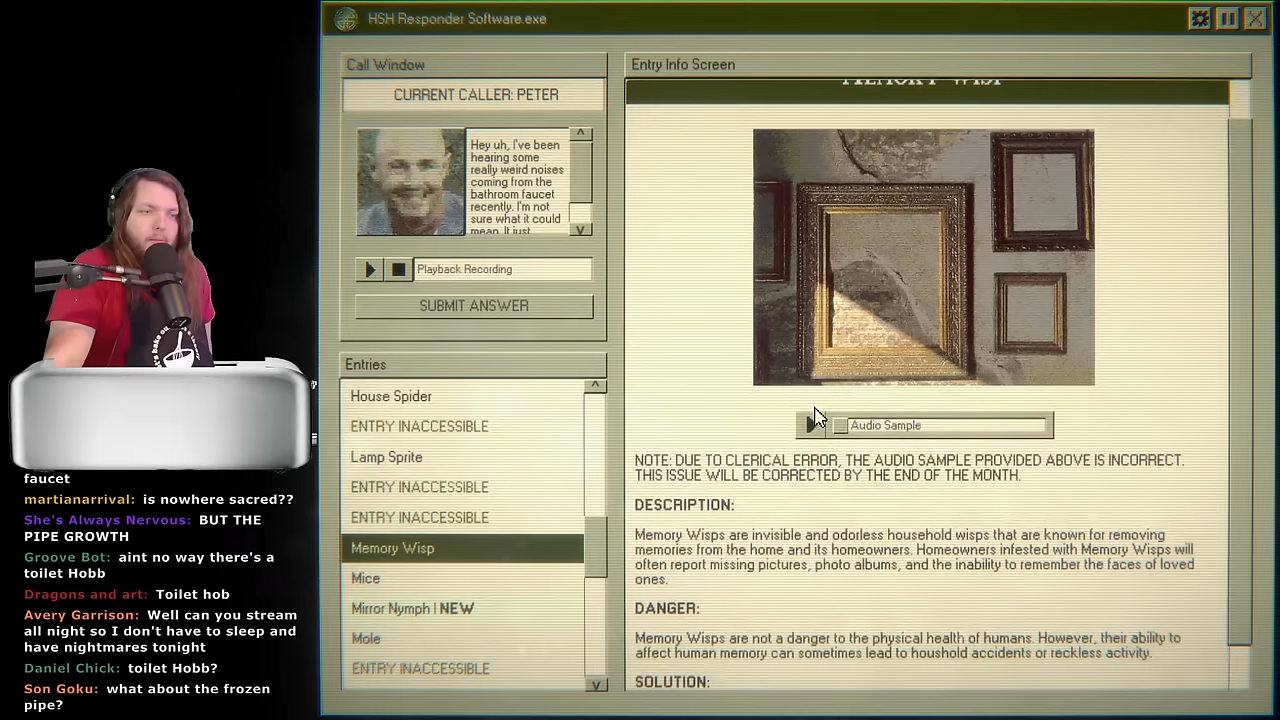 HSH Responder Software.exe
Call Window
CURRENT CALLER: PETER
Hey uh, I've been
hearing some
really weird noises
coming from the
bathroom faucet
recently. I'm not
sure what it could
mean. It just
Playback Recording
SUBMIT ANSWER
Entries
House Spider
ENTRY INACCESSIBLE
Lamp Sprite
ENTRY INACCESSIBLE
ENTRY INACCESSIBLE
Memory Wisp
Mice
Mirror Nymph | NEW
Mole
ENTRY INACCESSIBLE
Entry Info Screen
MEMORY WISP
Audio Sample
NOTE: DUE TO CLERICAL ERROR, THE AUDIO SAMPLE PROVIDED ABOVE IS INCORRECT.
THIS ISSUE WILL BE CORRECTED BY THE END OF THE MONTH.
DESCRIPTION:
Memory Wisps are invisible and odorless household wisps that are known for removing
memories from the home and its homeowners. Homeowners infested with Memory Wisps will
often report missing pictures, photo albums, and the inability to remember the faces of loved
ones.
DANGER:
Memory Wisps are not a danger to the physical health of humans. However, their ability to
affect human memory can sometimes lead to houshold accidents or reckless activity.
SOLUTION:
faucet
martianarrival: is nowhere sacred??
She's Always Nervous: BUT THE
PIPE GROWTH
Groove Bot: aint no way there's a
toilet Hobb
Dragons and art: Toilet hob
Avery Garrison: Well can you stream
all night so I don't have to sleep and
have nightmares tonight
Daniel Chick: toilet Hobb?
Son Goku: what about the frozen
pipe?